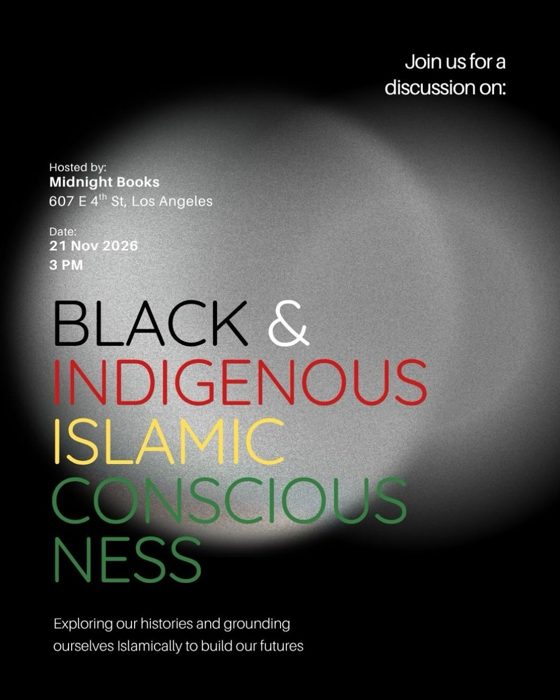 Join us for a
discussion on:
Hosted by:
Midnight Books
607 E 4th St, Los Angeles
Date:
21 Nov 2026
3 PM
BLACK &
INDIGENOUS
ISLAMIC
CONSCIOUS
NESS
Exploring our histories and grounding
ourselves Islamically to build our futures